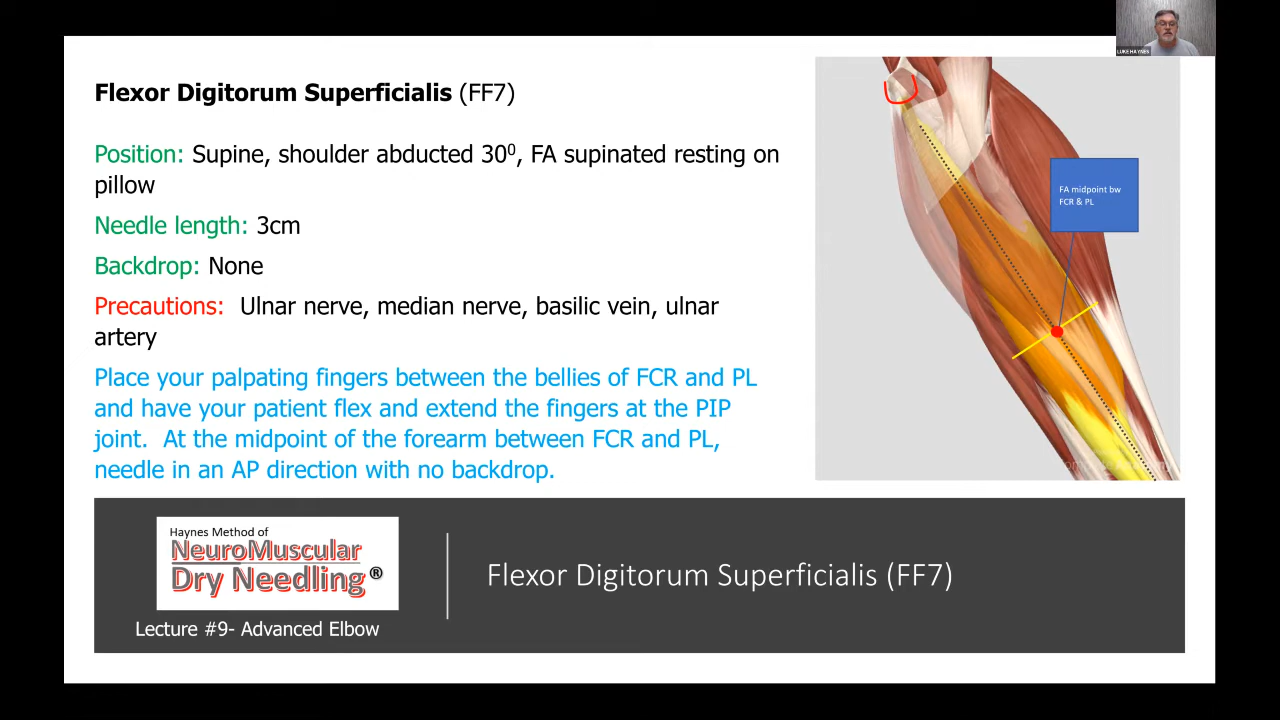 LUKE HAYNES
Flexor Digitorum Superficialis (FF7)
Position: Supine, shoulder abducted 30⁰, FA supinated resting on
pillow
Needle length: 3cm
Backdrop: None
Precautions: Ulnar nerve, median nerve, basilic vein, ulnar
artery
Place your palpating fingers between the bellies of FCR and PL
and have your patient flex and extend the fingers at the PIP
joint. At the midpoint of the forearm between FCR and PL,
needle in an AP direction with no backdrop.
FA midpoint bw
FCR & PL
Haynes Method of
NeuroMuscular
Dry Needling®
Lecture #9- Advanced Elbow
Flexor Digitorum Superficialis (FF7)